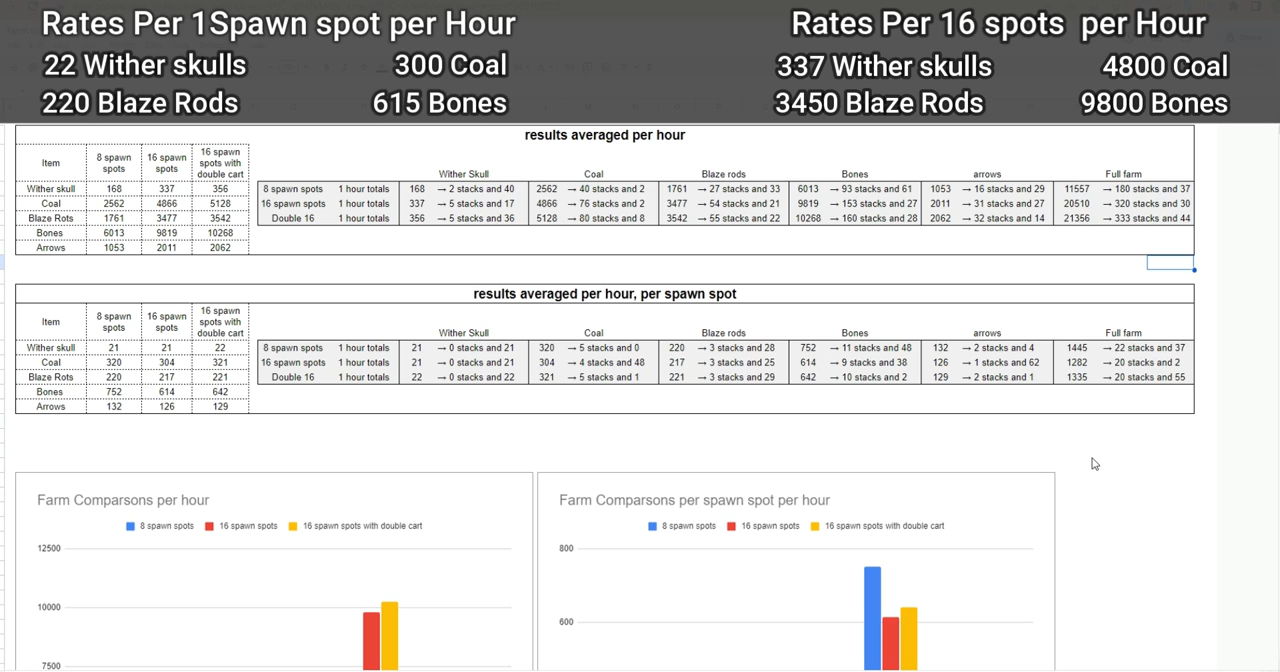 Rates Per 1Spawn spot per Hour
22 Wither skulls 300 Coal
220 Blaze Rods 615 Bones
Rates Per 16 spots per Hour
337 Wither skulls 4800 Coal
3450 Blaze Rods 9800 Bones
results averaged per hour
Item 8 spawn spots 16 spawn spots 16 spawn spots with double cart
Wither skull 168 337 356
Coal 2562 4866 5128
Blaze Rots 1761 3477 3542
Bones 6013 9819 10268
Arrows 1053 2011 2062
Wither Skull Coal Blaze rods Bones arrows Full farm
8 spawn spots 1 hour totals 168 → 2 stacks and 40 2562 → 40 stacks and 2 1761 → 27 stacks and 33 6013 → 93 stacks and 61 1053 → 16 stacks and 29 11557 → 180 stacks and 37
16 spawn spots 1 hour totals 337 → 5 stacks and 17 4866 → 76 stacks and 2 3477 → 54 stacks and 21 9819 → 153 stacks and 27 2011 → 31 stacks and 27 20510 → 320 stacks and 30
Double 16 1 hour totals 356 → 5 stacks and 36 5128 → 80 stacks and 8 3542 → 55 stacks and 22 10268 → 160 stacks and 28 2062 → 32 stacks and 14 21356 → 333 stacks and 44
results averaged per hour, per spawn spot
Item 8 spawn spots 16 spawn spots 16 spawn spots with double cart
Wither skull 21 21 22
Coal 320 304 321
Blaze Rots 220 217 221
Bones 752 614 642
Arrows 132 126 129
Wither Skull Coal Blaze rods Bones arrows Full farm
8 spawn spots 1 hour totals 21 → 0 stacks and 21 320 → 5 stacks and 0 220 → 3 stacks and 28 752 → 11 stacks and 48 132 → 2 stacks and 4 1445 → 22 stacks and 37
16 spawn spots 1 hour totals 21 → 0 stacks and 21 304 → 4 stacks and 48 217 → 3 stacks and 25 614 → 9 stacks and 38 126 → 1 stacks and 62 1282 → 20 stacks and 2
Double 16 1 hour totals 22 → 0 stacks and 22 321 → 5 stacks and 1 221 → 3 stacks and 29 642 → 10 stacks and 2 129 → 2 stacks and 1 1335 → 20 stacks and 55
Farm Comparsons per hour
8 spawn spots 16 spawn spots 16 spawn spots with double cart
12500
10000
7500
Farm Comparsons per spawn spot per hour
8 spawn spots 16 spawn spots 16 spawn spots with double cart
800
600